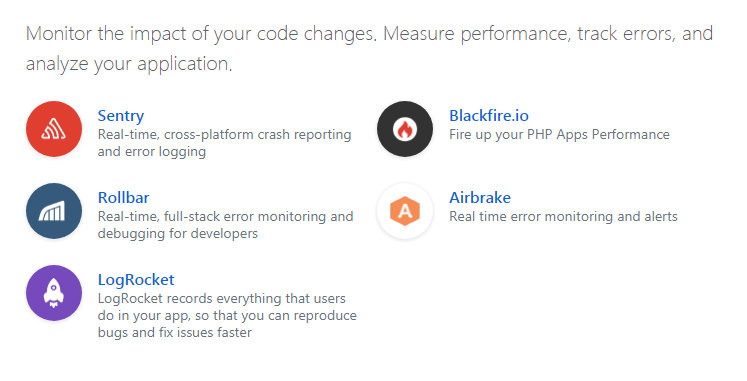 Monitor the impact of your code changes. Measure performance, track errors, and
analyze your application.
Sentry
Real-time, cross-platform crash reporting
and error logging
Blackfire.io
Fire up your PHP Apps Performance
Rollbar
Real-time, full-stack error monitoring and
debugging for developers
Airbrake
Real time error monitoring and alerts
A
LogRocket
LogRocket records everything that users
do in your app, so that you can reproduce
bugs and fix issues faster